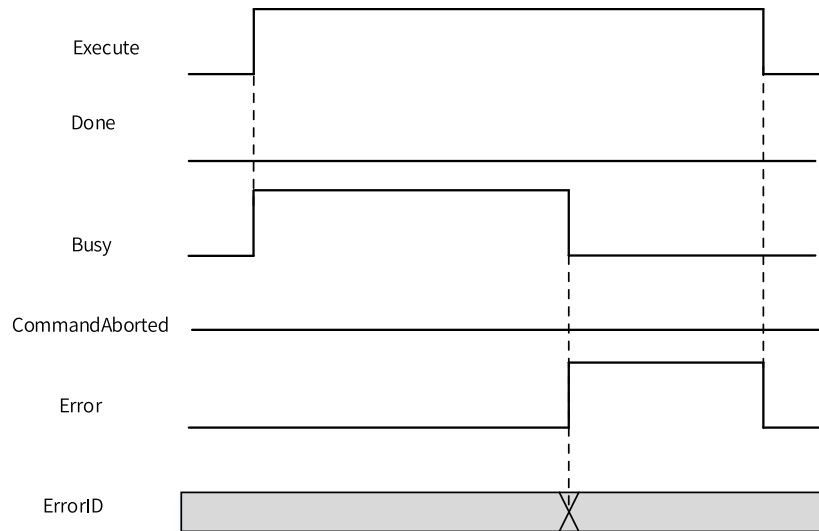 Execute
Done
Busy
CommandAborted
Error
ErrorID